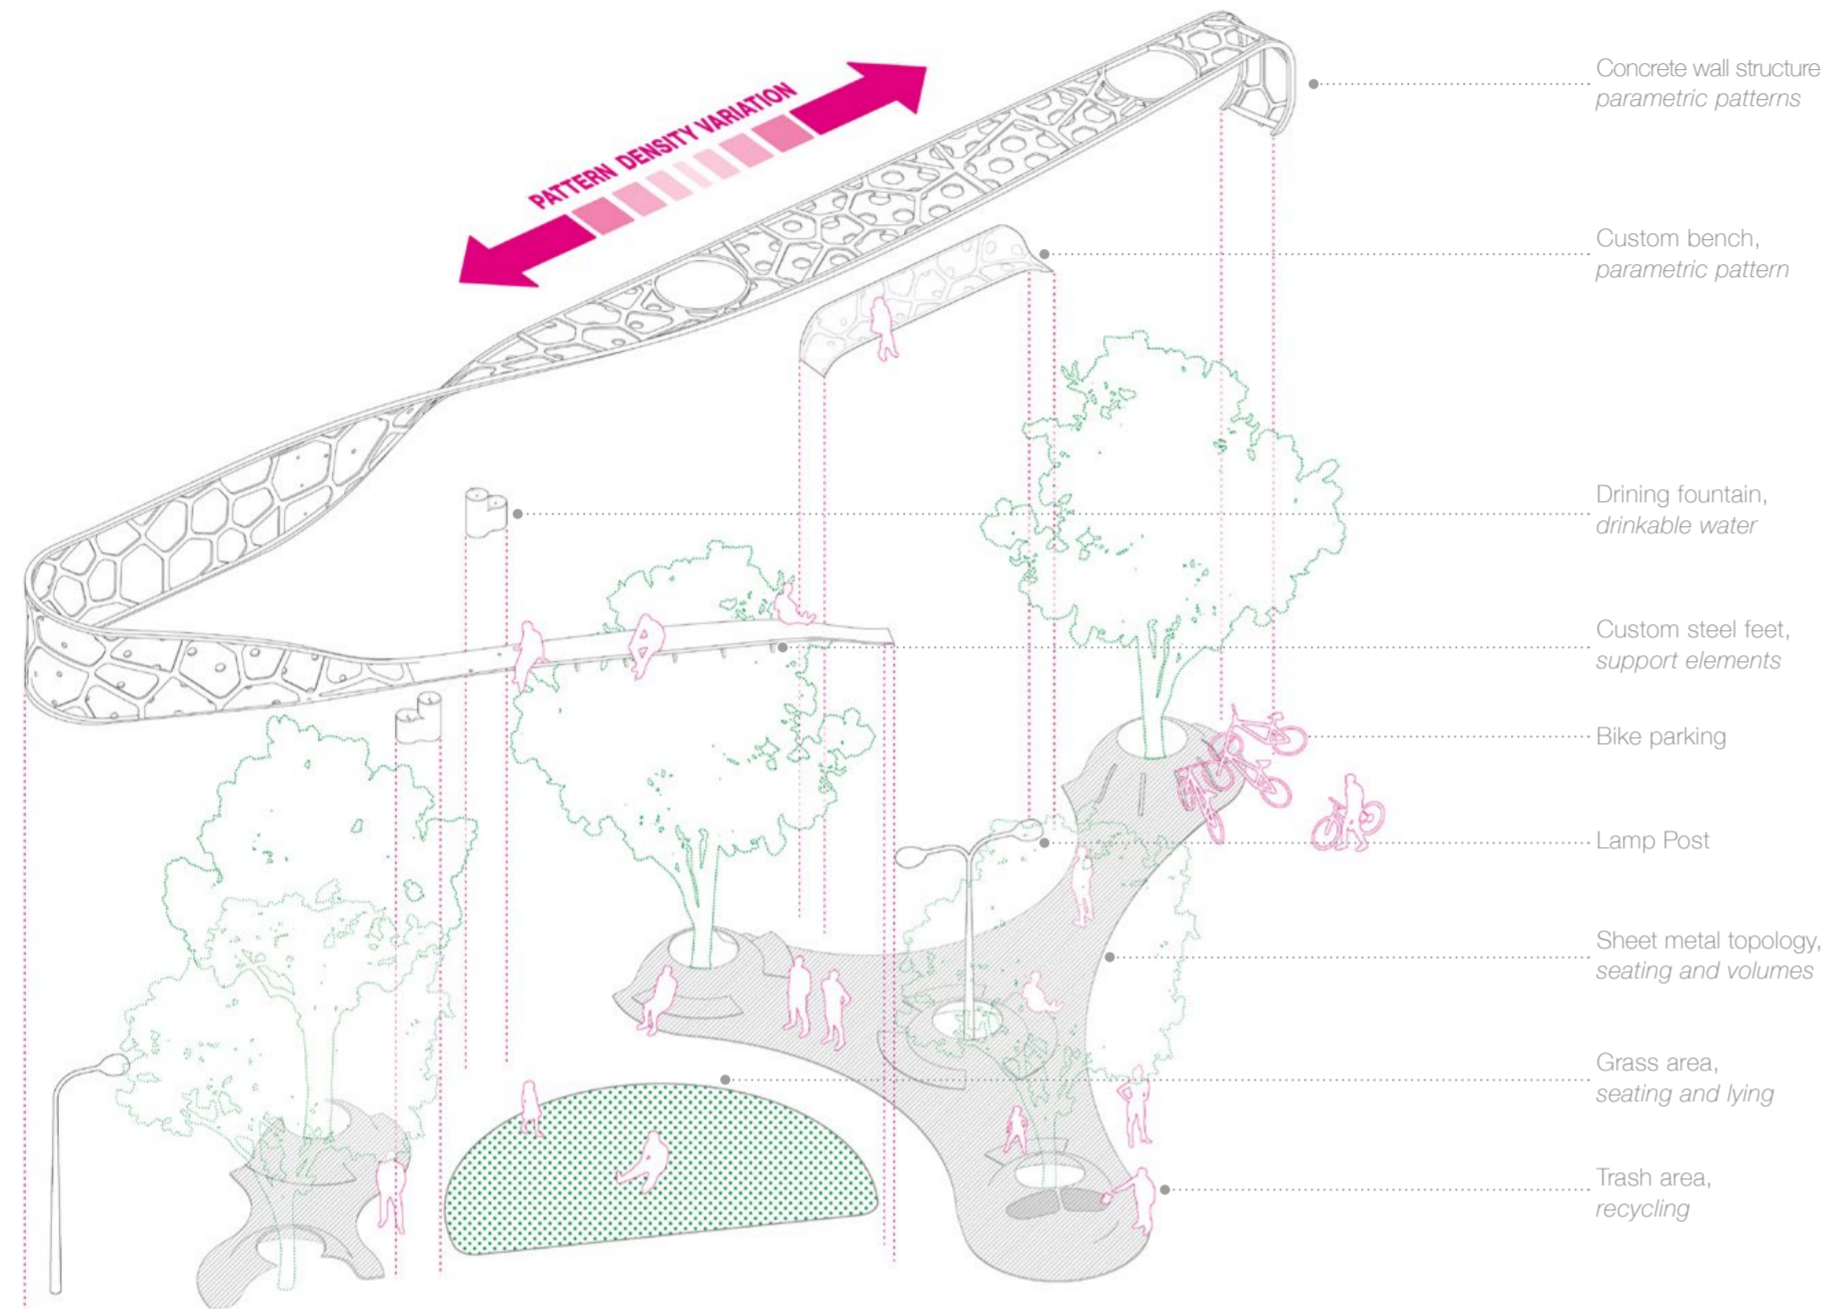 PATTERN DENSITY VARIATION
Concrete wall structure
parametric patterns
Custom bench,
parametric pattern
Drining fountain,
drinkable water
Custom steel feet,
support elements
Bike parking
Lamp Post
Sheet metal topology,
seating and volumes
Grass area,
seating and lying
Trash area,
recycling